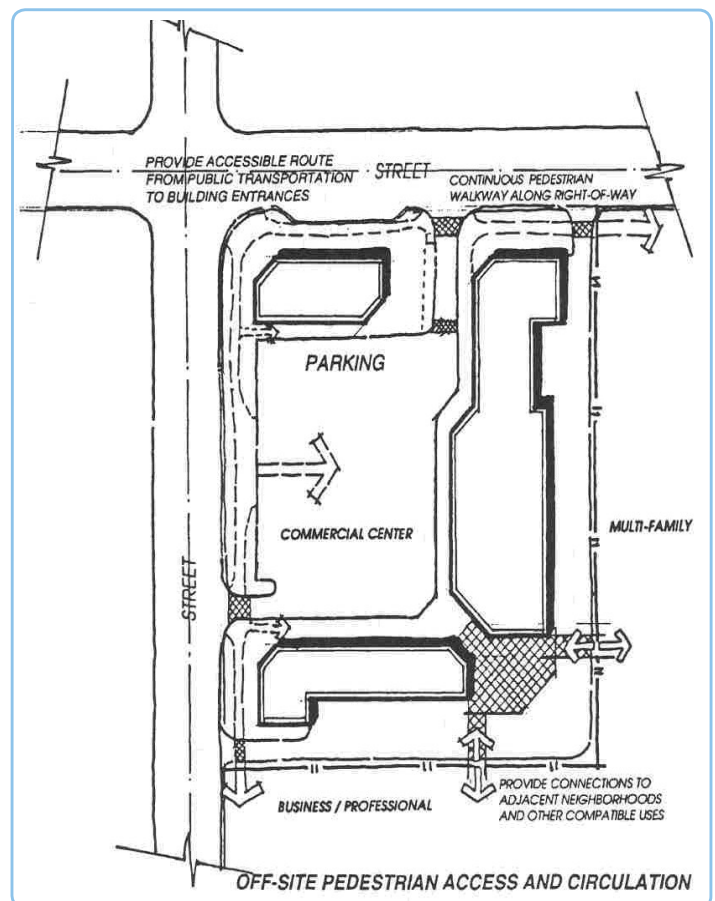 PROVIDE ACCESSIBLE ROUTE
FROM PUBLIC TRANSPORTATION
TO BUILDING ENTRANCES
STREET
CONTINUOUS PEDESTRIAN
WALKWAY ALONG RIGHT-OF-WAY
PARKING
COMMERCIAL CENTER
MULTI-FAMILY
STREET
BUSINESS / PROFESSIONAL
PROVIDE CONNECTIONS TO
ADJACENT NEIGHBORHOODS
AND OTHER COMPATIBLE USES
OFF-SITE PEDESTRIAN ACCESS AND CIRCULATION